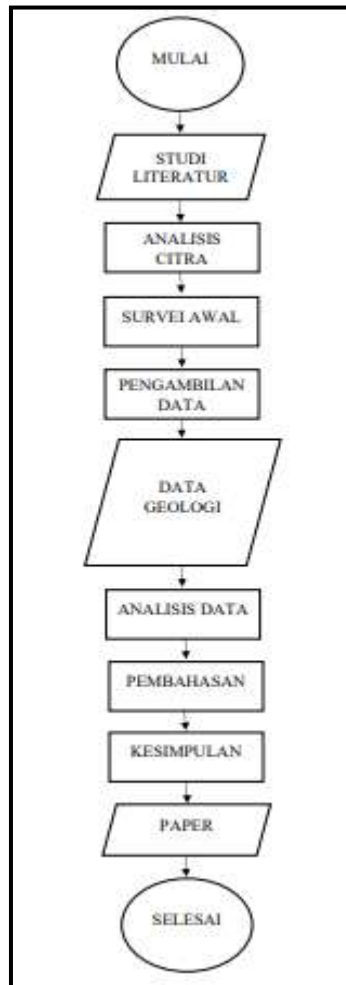 MULAI
STUDI
LITERATUR
ANALISIS
CITRA
SURVEI AWAL
PENGAMBILAN
DATA
DATA
GEOLOGI
ANALISIS DATA
PEMBAHASAN
KESIMPULAN
PAPER
SELESAI